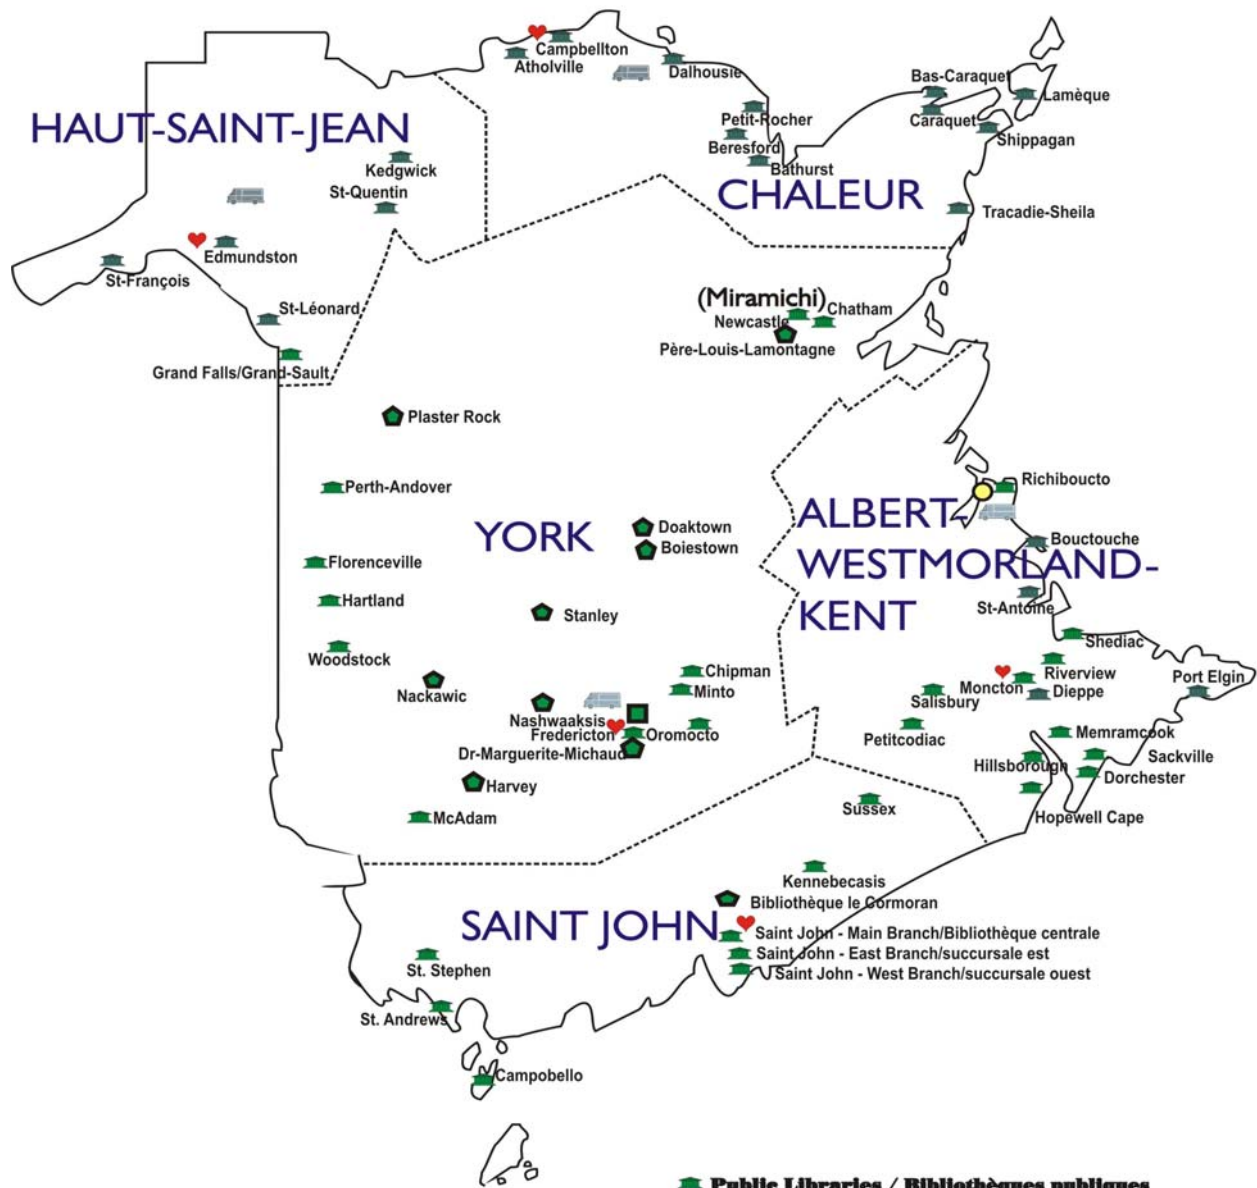 Campbellton
Atholville
Dalhousie
Bas-Caraquet
Lamèque
Caraquet
Shippagan
Petit-Rocher
Beresford
Bathurst
HAUT-SAINT-JEAN
Kedgwick
St-Quentin
CHALEUR
Tracadie-Sheila
Edmundston
St-François
St-Léonard
Grand Falls/Grand-Sault
(Miramichi)
Newcastle
Chatham
Père-Louis-Lamontagne
Plaster Rock
Perth-Andover
YORK
Doaktown
Boiestown
Florenceville
Hartland
Stanley
Woodstock
Nackawic
Chipman
Minto
Nashwaaksis
Fredericton
Oromocto
Dr-Marguerite-Michaud
Harvey
McAdam
ALBERT-
WESTMORLAND-
KENT
Richiboucto
Bouctouche
St-Antoine
Shediac
Riverview
Moncton
Dieppe
Port Elgin
Salisbury
Petitcodiac
Memramcook
Hillsborough
Sackville
Dorchester
Hopewell Cape
Sussex
Kennebecasis
Bibliothèque le Cormoran
SAINT JOHN
Saint John - Main Branch/Bibliothèque centrale
Saint John - East Branch/succursale est
Saint John - West Branch/succursale ouest
St. Stephen
St. Andrews
Campobello
Public Libraries / Bibliothèques publiques